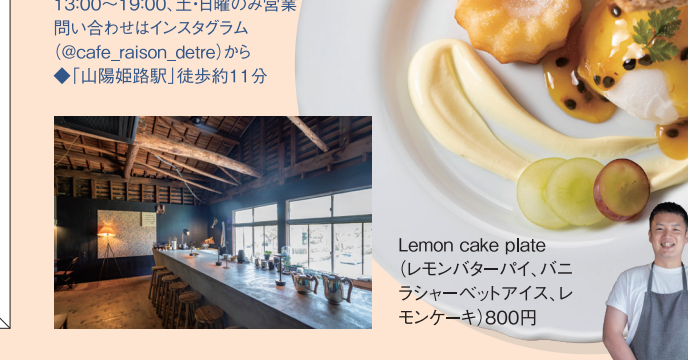 13:00〜19:00、土・日曜のみ営業
問い合わせはインスタグラム
（@cafe_raison_detre）から
◆「山陽姫路駅」徒歩約11分
Lemon cake plate
（レモンバターパイ、バニ
ラシャーベットアイス、レ
モンケーキ）800円